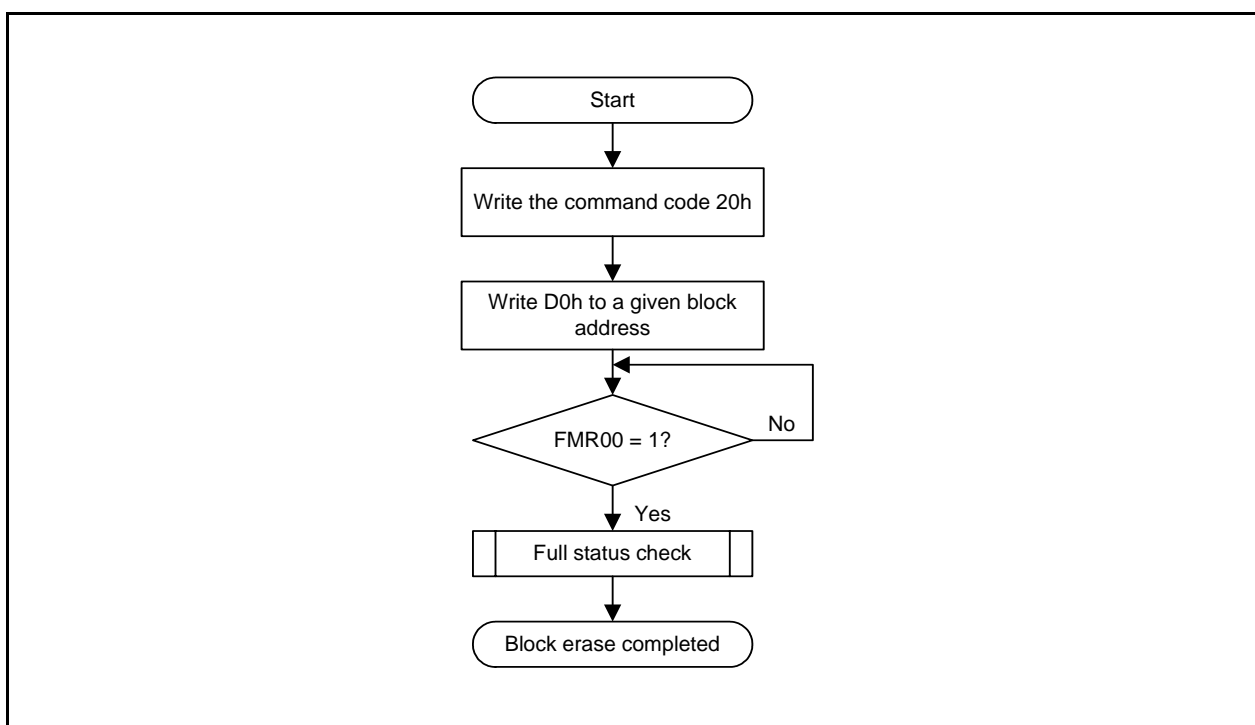 Start
Write the command code 20h
Write D0h to a given block
address
FMR00 = 1?
No
Yes
Full status check
Block erase completed